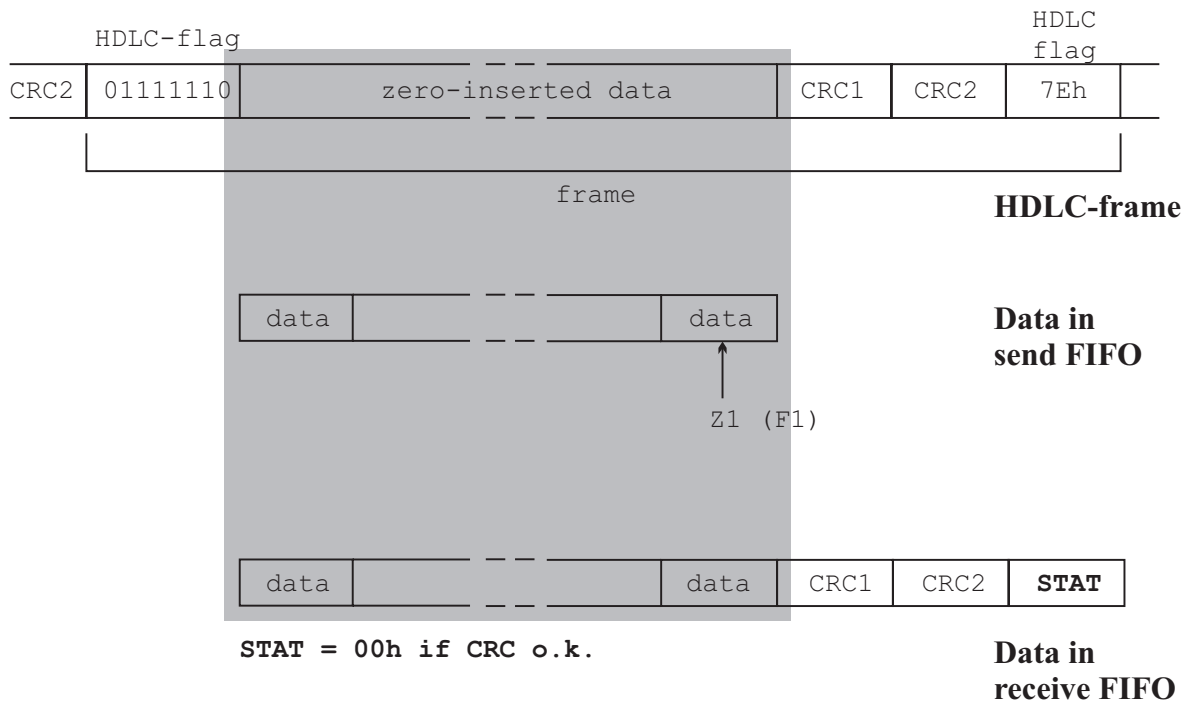 HDLC-flag
HDLC
flag
CRC2 01111110 zero-inserted data CRC1 CRC2 7Eh
frame
HDLC-frame
data data
Data in
send FIFO
Z1 (F1)
data data CRC1 CRC2 STAT
STAT = 00h if CRC o.k.
Data in
receive FIFO